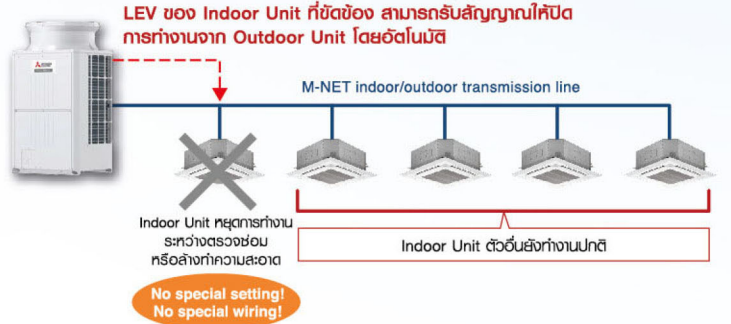 LEV ของ Indoor Unit ที่ขัดข้อง สามารถรับสัญญาณให้ปิด
การทำงานจาก Outdoor Unit โดยอัตโนมัติ
M-NET indoor/outdoor transmission line
Indoor Unit หยุดการทำงาน
ระหว่างตรวจซ่อม
หรือล้างทำความสะอาด
Indoor Unit ตัวอื่นยังทำงานปกติ
No special setting!
No special wiring!